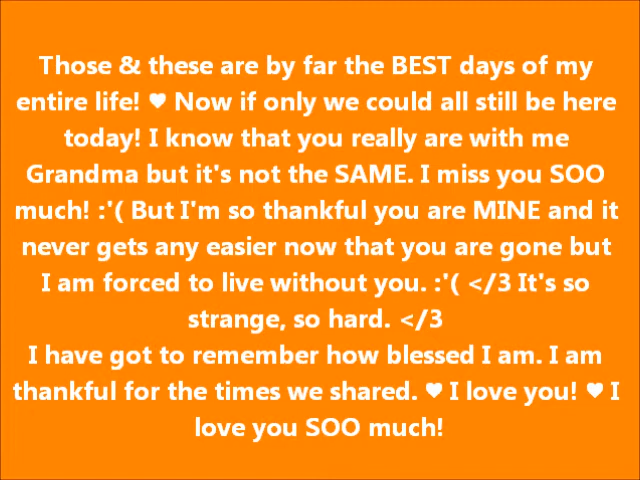 Those & these are by far the BEST days of my
entire life! ♥ Now if only we could all still be here
today! I know that you really are with me
Grandma but it's not the SAME. I miss you SOO
much! :'( But I'm so thankful you are MINE and it
never gets any easier now that you are gone but
I am forced to live without you. :'( </3 It's so
strange, so hard. </3
I have got to remember how blessed I am. I am
thankful for the times we shared. ♥ I love you! ♥ I
love you SOO much!